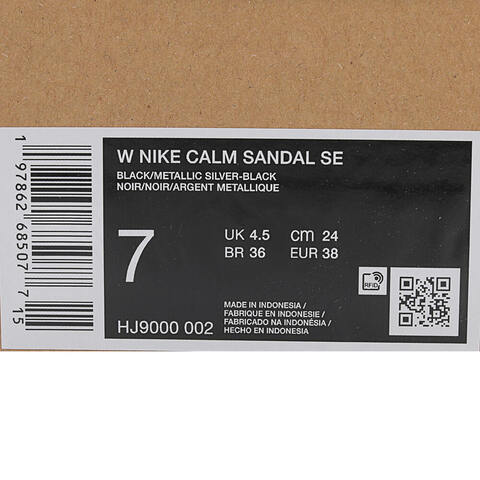 W NIKE CALM SANDAL SE
BLACK/METALLIC SILVER-BLACK
NOIR/NOIR/ARGENT METALLIQUE
7
UK 4.5 cm 24
BR 36 EUR 38
RFID
MADE IN INDONESIA /
FABRIQUE EN INDONESIE /
FABRICADO NA INDONÉSIA /
HECHO EN INDONESIA
HJ9000 002
1 97862 68507 7 15